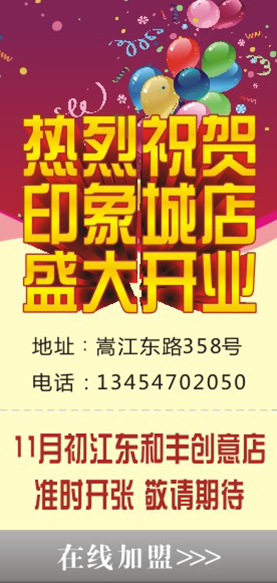 热烈祝贺
印象城店
盛大开业
地址：嵩江东路358号
电话：13454702050
11月初江东和丰创意店
准时开张 敬请期待
在线加盟>>>